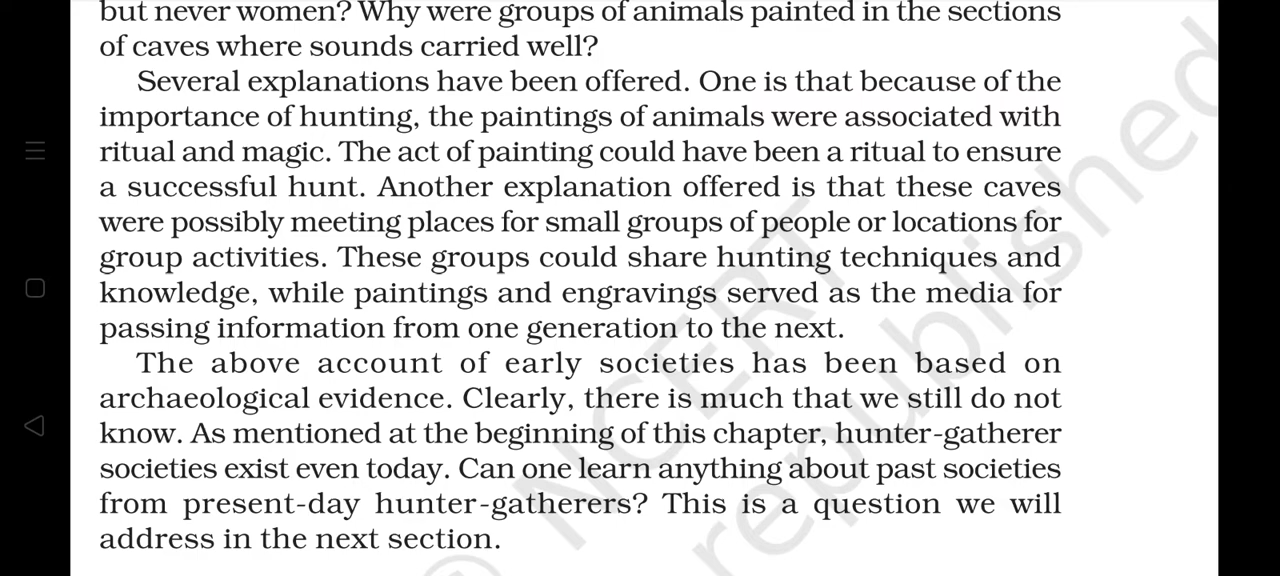 but never women? Why were groups of animals painted in the sections
of caves where sounds carried well?
Several explanations have been offered. One is that because of the
importance of hunting, the paintings of animals were associated with
ritual and magic. The act of painting could have been a ritual to ensure
a successful hunt. Another explanation offered is that these caves
were possibly meeting places for small groups of people or locations for
group activities. These groups could share hunting techniques and
knowledge, while paintings and engravings served as the media for
passing information from one generation to the next.
The above account of early societies has been based on
archaeological evidence. Clearly, there is much that we still do not
know. As mentioned at the beginning of this chapter, hunter-gatherer
societies exist even today. Can one learn anything about past societies
from present-day hunter-gatherers? This is a question we will
address in the next section.
© NCERT
republished